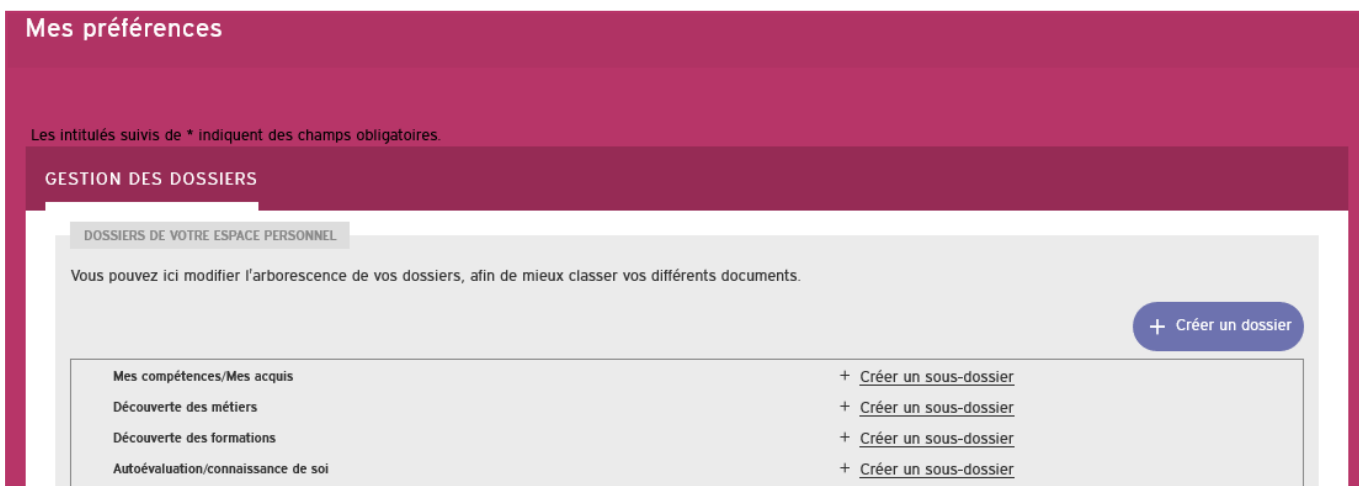 Mes préférences
Les intitulés suivis de * indiquent des champs obligatoires.
GESTION DES DOSSIERS
DOSSIERS DE VOTRE ESPACE PERSONNEL
Vous pouvez ici modifier l'arborescence de vos dossiers, afin de mieux classer vos différents documents.
+ Créer un dossier
Mes compétences/Mes acquis + Créer un sous-dossier
Découverte des métiers + Créer un sous-dossier
Découverte des formations + Créer un sous-dossier
Autoévaluation/connaissance de soi + Créer un sous-dossier